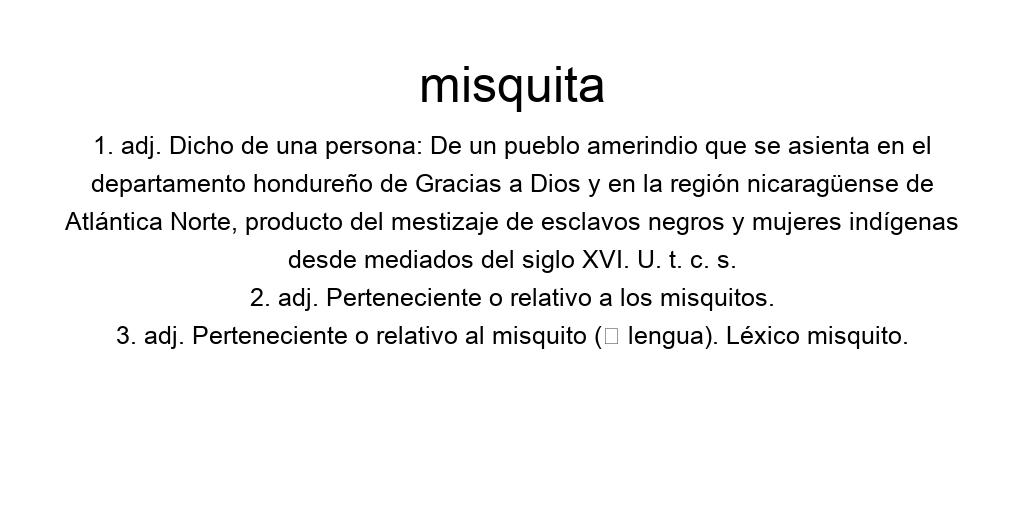 misquita
1. adj. Dicho de una persona: De un pueblo amerindio que se asienta en el
departamento hondureño de Gracias a Dios y en la región nicaragüense de
Atlántica Norte, producto del mestizaje de esclavos negros y mujeres indígenas
desde mediados del siglo XVI. U. t. c. s.
2. adj. Perteneciente o relativo a los misquitos.
3. adj. Perteneciente o relativo al misquito (□ lengua). Léxico misquito.